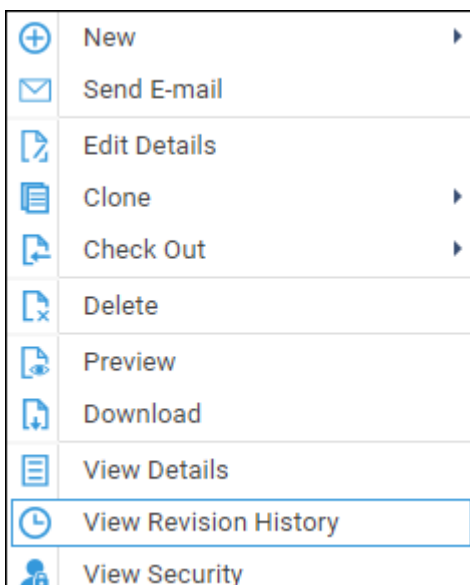 New
Send E-mail
Edit Details
Clone
Check Out
Delete
Preview
Download
View Details
View Revision History
View Security